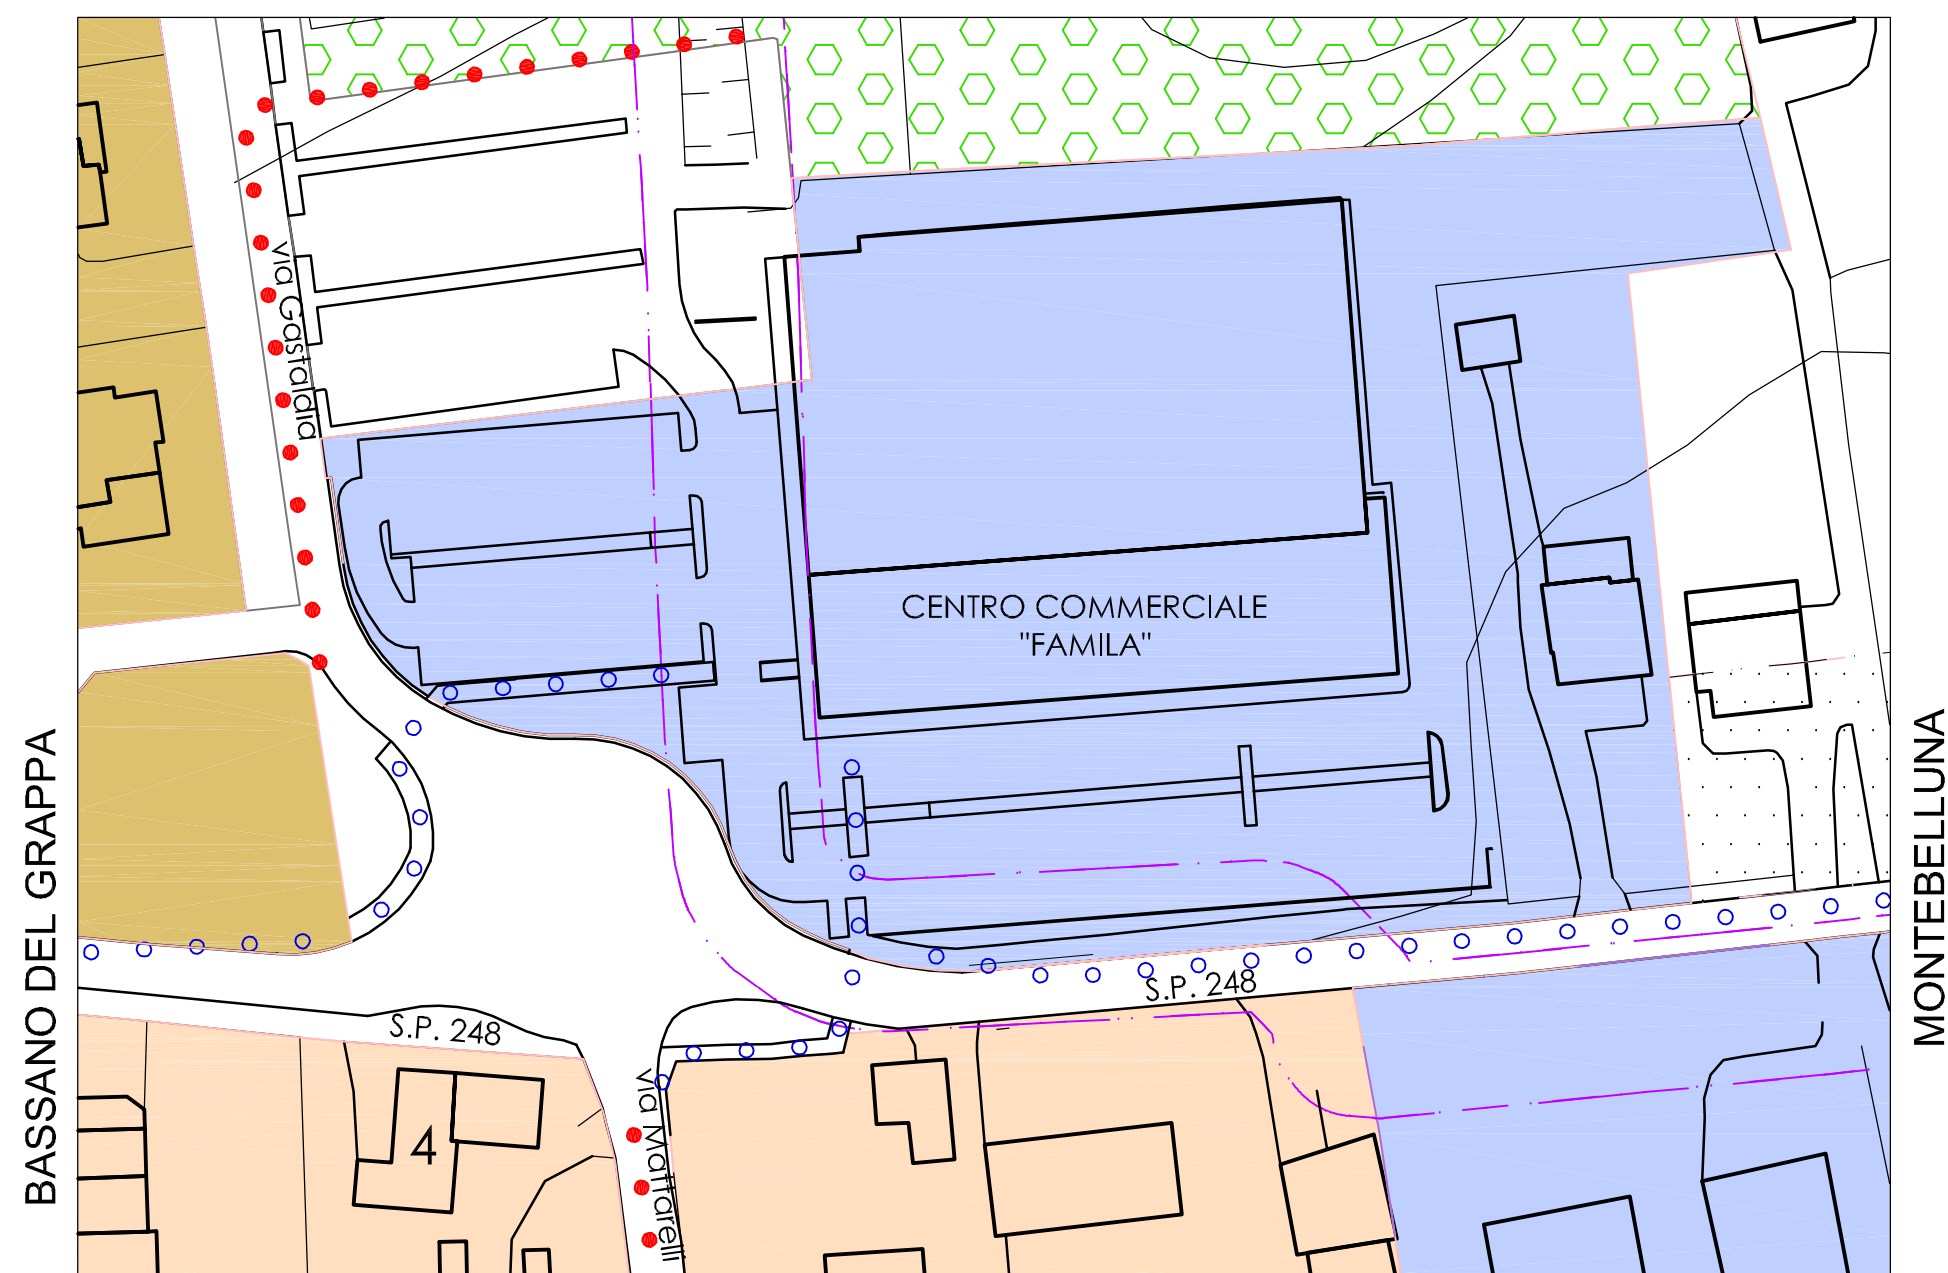 Via Gastaldia
CENTRO COMMERCIALE
"FAMILA"
BASSANO DEL GRAPPA
MONTEBELLUNA
S.P. 248
S.P. 248
4
Via Maffarelli